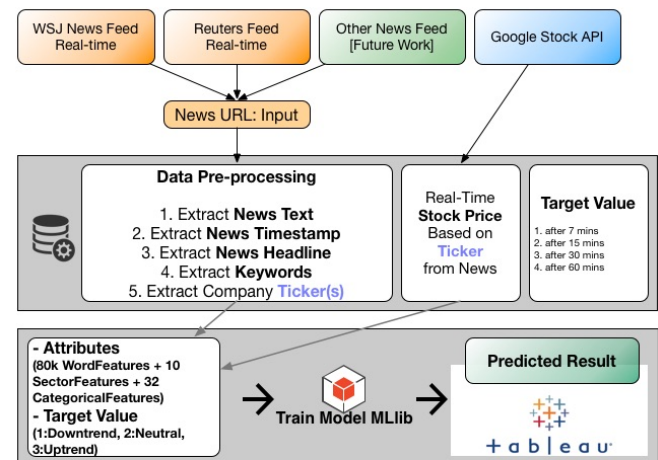 WSJ News Feed
Real-time
Reuters Feed
Real-time
Other News Feed
[Future Work]
Google Stock API
News URL: Input
Data Pre-processing
1. Extract News Text
2. Extract News Timestamp
3. Extract News Headline
4. Extract Keywords
5. Extract Company Ticker(s)
Real-Time
Stock Price
Based on
Ticker
from News
Target Value
1. after 7 mins
2. after 15 mins
3. after 30 mins
4. after 60 mins
- Attributes
(80k WordFeatures + 10
SectorFeatures + 32
CategoricalFeatures)
- Target Value
(1:Downtrend, 2:Neutral,
3:Uptrend)
Train Model MLlib
Predicted Result
+ableau